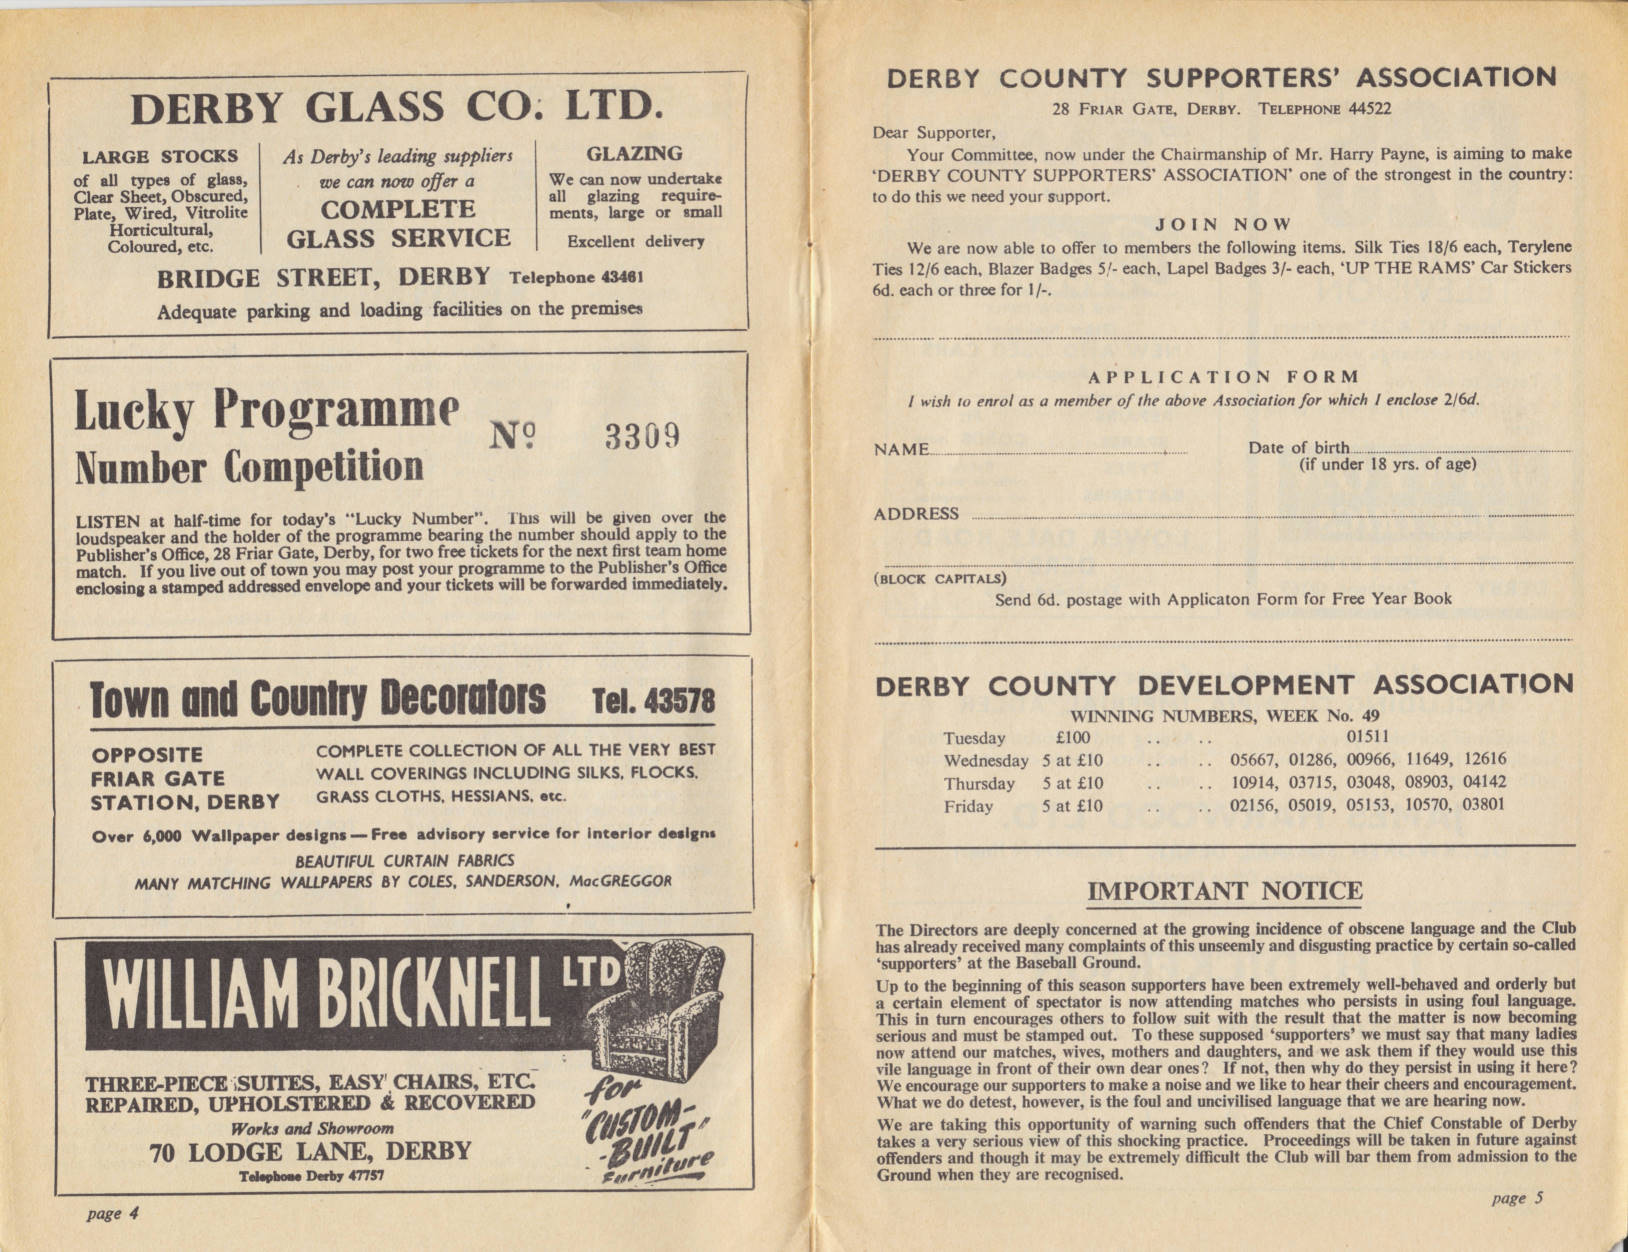 DERBY GLASS CO. LTD.
LARGE STOCKS
of all types of glass,
Clear Sheet, Obscured,
Plate, Wired, Vitrolite
Horticultural,
Coloured, etc.
As Derby's leading suppliers
we can now offer a
COMPLETE
GLASS SERVICE
GLAZING
We can now undertake
all glazing require-
ments, large or small
Excellent delivery
BRIDGE STREET, DERBY Telephone 43461
Adequate parking and loading facilities on the premises
Lucky Programme
Number Competition
No 3309
LISTEN at half-time for today's "Lucky Number". This will be given over the
loudspeaker and the holder of the programme bearing the number should apply to the
Publisher's Office, 28 Friar Gate, Derby, for two free tickets for the next first team home
match. If you live out of town you may post your programme to the Publisher's Office
enclosing a stamped addressed envelope and your tickets will be forwarded immediately.
Town and Country Decorators Tel. 43578
OPPOSITE
FRIAR GATE
STATION, DERBY
COMPLETE COLLECTION OF ALL THE VERY BEST
WALL COVERINGS INCLUDING SILKS, FLOCKS,
GRASS CLOTHS, HESSIANS, etc.
Over 6,000 Wallpaper designs — Free advisory service for interior designs
BEAUTIFUL CURTAIN FABRICS
MANY MATCHING WALLPAPERS BY COLES, SANDERSON, MacGREGGOR
WILLIAM BRICKNELL LTD
THREE-PIECE SUITES, EASY CHAIRS, ETC.
REPAIRED, UPHOLSTERED & RECOVERED
Works and Showroom
70 LODGE LANE, DERBY
Telephone Derby 47757
for
"CUSTOM-
-BUILT"
Furniture
page 4
DERBY COUNTY SUPPORTERS' ASSOCIATION
28 FRIAR GATE, DERBY. TELEPHONE 44522
Dear Supporter,
Your Committee, now under the Chairmanship of Mr. Harry Payne, is aiming to make
'DERBY COUNTY SUPPORTERS' ASSOCIATION' one of the strongest in the country:
to do this we need your support.
JOIN NOW
We are now able to offer to members the following items. Silk Ties 18/6 each, Terylene
Ties 12/6 each, Blazer Badges 5/- each, Lapel Badges 3/- each, 'UP THE RAMS' Car Stickers
6d. each or three for 1/-.
APPLICATION FORM
I wish to enrol as a member of the above Association for which I enclose 2/6d.
NAME Date of birth
(if under 18 yrs. of age)
ADDRESS
(BLOCK CAPITALS)
Send 6d. postage with Applicaton Form for Free Year Book
DERBY COUNTY DEVELOPMENT ASSOCIATION
WINNING NUMBERS, WEEK No. 49
Tuesday £100 .. .. 01511
Wednesday 5 at £10 .. .. 05667, 01286, 00966, 11649, 12616
Thursday 5 at £10 .. .. 10914, 03715, 03048, 08903, 04142
Friday 5 at £10 .. .. 02156, 05019, 05153, 10570, 03801
IMPORTANT NOTICE
The Directors are deeply concerned at the growing incidence of obscene language and the Club
has already received many complaints of this unseemly and disgusting practice by certain so-called
'supporters' at the Baseball Ground.
Up to the beginning of this season supporters have been extremely well-behaved and orderly but
a certain element of spectator is now attending matches who persists in using foul language.
This in turn encourages others to follow suit with the result that the matter is now becoming
serious and must be stamped out. To these supposed 'supporters' we must say that many ladies
now attend our matches, wives, mothers and daughters, and we ask them if they would use this
vile language in front of their own dear ones? If not, then why do they persist in using it here?
We encourage our supporters to make a noise and we like to hear their cheers and encouragement.
What we do detest, however, is the foul and uncivilised language that we are hearing now.
We are taking this opportunity of warning such offenders that the Chief Constable of Derby
takes a very serious view of this shocking practice. Proceedings will be taken in future against
offenders and though it may be extremely difficult the Club will bar them from admission to the
Ground when they are recognised.
page 5